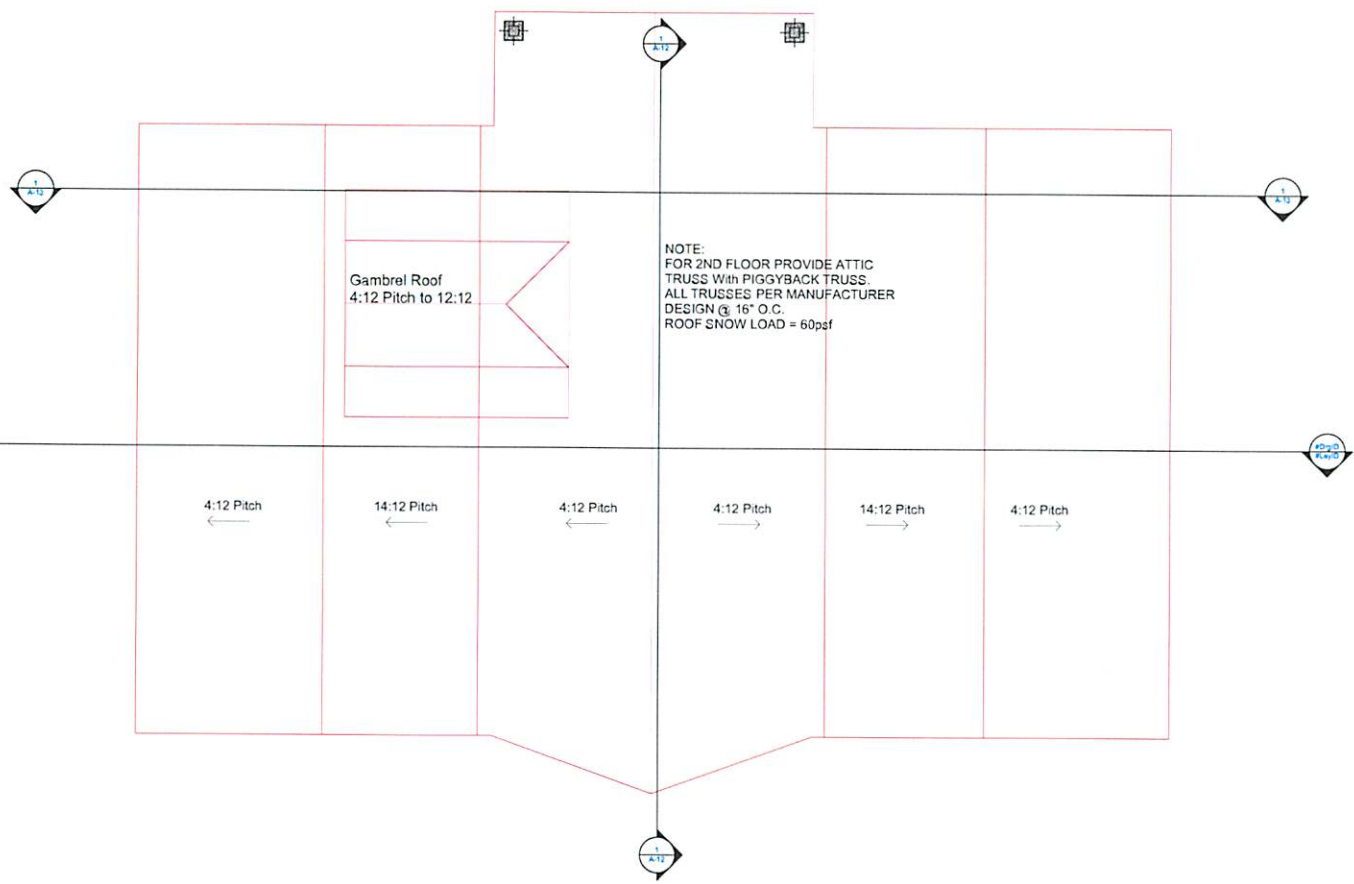 1
A-12
1
A-12
1
A-12
NOTE:
FOR 2ND FLOOR PROVIDE ATTIC
TRUSS With PIGGYBACK TRUSS.
ALL TRUSSES PER MANUFACTURER
DESIGN @ 16" O.C.
ROOF SNOW LOAD = 60psf
Gambrel Roof
4:12 Pitch to 12:12
#DrgID
#LayID
4:12 Pitch
14:12 Pitch
4:12 Pitch
4:12 Pitch
14:12 Pitch
4:12 Pitch
1
A-12